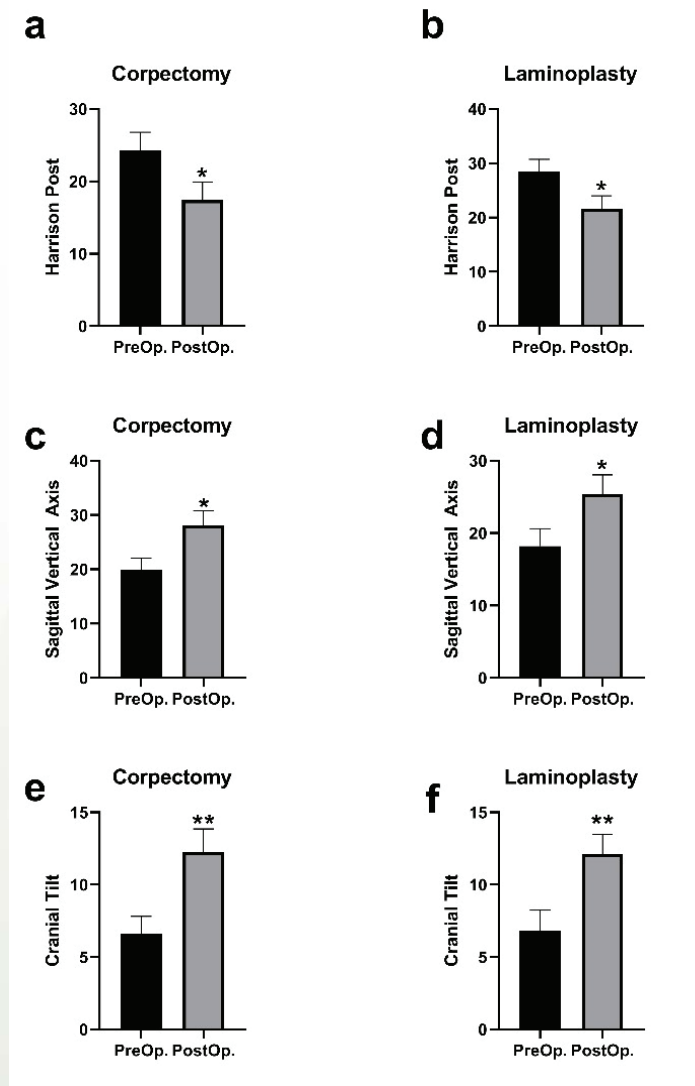 a
Corpectomy
Harrison Post
30
20
10
0
*
PreOp. PostOp.
b
Laminoplasty
Harrison Post
40
30
20
10
0
*
PreOp. PostOp.
c
Corpectomy
Sagittal Vertical Axis
40
30
20
10
0
*
PreOp. PostOp.
d
Laminoplasty
Sagittal Vertical Axis
30
20
10
0
*
PreOp. PostOp.
e
Corpectomy
Cranial Tilt
15
10
5
0
**
PreOp. PostOp.
f
Laminoplasty
Cranial Tilt
15
10
5
0
**
PreOp. PostOp.